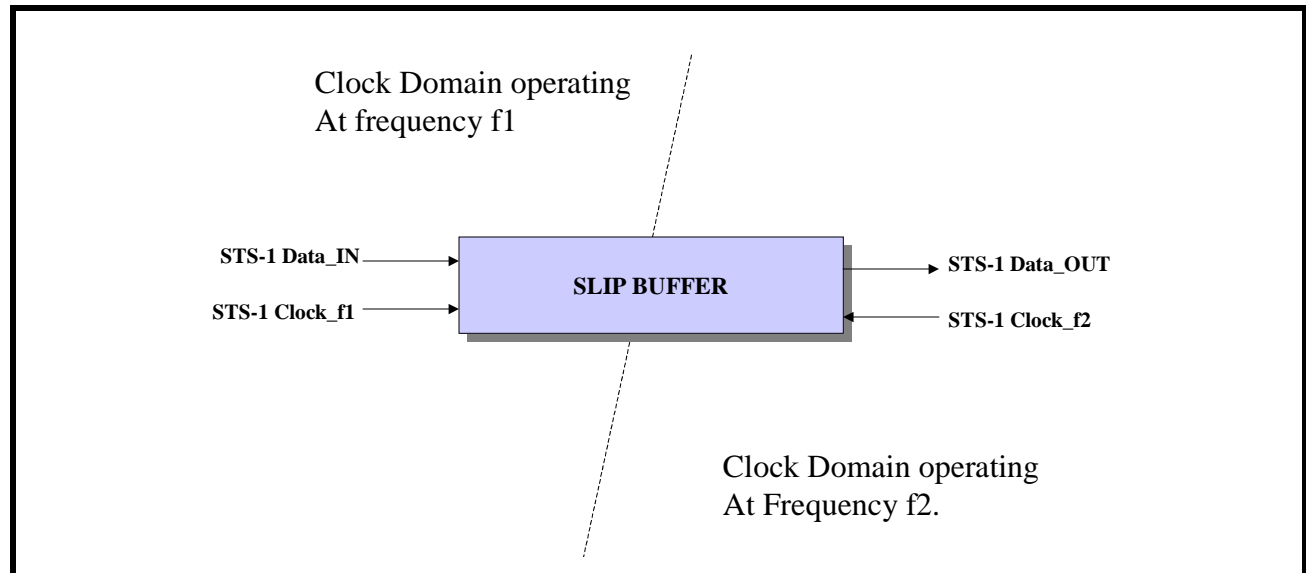 Clock Domain operating
At frequency f1
STS-1 Data_IN
STS-1 Clock_f1
SLIP BUFFER
STS-1 Data_OUT
STS-1 Clock_f2
Clock Domain operating
At Frequency f2.